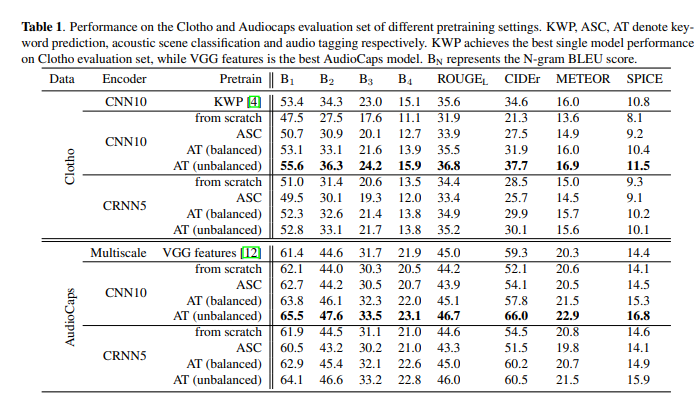 Table 1. Performance on the Clotho and Audiocaps evaluation set of different pretraining settings. KWP, ASC, AT denote key-
word prediction, acoustic scene classification and audio tagging respectively. KWP achieves the best single model performance
on Clotho evaluation set, while VGG features is the best AudioCaps model. BN represents the N-gram BLEU score.
Data Encoder Pretrain B1 B2 B3 B4 ROUGEL CIDEr METEOR SPICE
Clotho
CNN10 KWP [4] 53.4 34.3 23.0 15.1 35.6 34.6 16.0 10.8
CNN10
from scratch 47.5 27.5 17.6 11.1 31.9 21.3 13.6 8.1
ASC 50.7 30.9 20.1 12.7 33.9 27.5 14.9 9.2
AT (balanced) 53.1 33.1 21.6 13.9 35.5 31.9 16.0 10.4
AT (unbalanced) 55.6 36.3 24.2 15.9 36.8 37.7 16.9 11.5
CRNN5
from scratch 51.0 31.4 20.6 13.5 34.4 28.5 15.0 9.3
ASC 49.5 30.1 19.3 12.0 33.4 25.7 14.5 9.1
AT (balanced) 52.3 32.6 21.4 13.8 34.9 29.9 15.7 10.2
AT (unbalanced) 52.8 33.1 21.7 13.8 35.2 30.1 15.6 10.1
AudioCaps
Multiscale VGG features [12] 61.4 44.6 31.7 21.9 45.0 59.3 20.3 14.4
CNN10
from scratch 62.1 44.0 30.3 20.5 44.2 52.1 20.6 14.1
ASC 62.7 44.2 30.5 20.7 43.9 54.1 20.5 14.5
AT (balanced) 63.8 46.1 32.3 22.0 45.1 57.8 21.5 15.3
AT (unbalanced) 65.5 47.6 33.5 23.1 46.7 66.0 22.9 16.8
CRNN5
from scratch 61.9 44.5 31.1 21.0 44.6 54.5 20.8 14.6
ASC 60.5 43.2 30.2 21.0 43.3 51.5 19.8 14.1
AT (balanced) 62.9 45.4 32.1 22.6 45.0 60.2 20.7 14.9
AT (unbalanced) 64.1 46.6 33.2 22.8 46.0 60.5 21.5 15.9